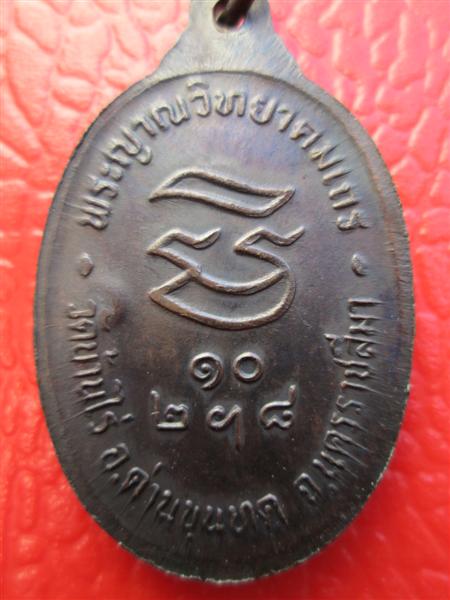 พระญาณวิทยาคมเถร
๑๐
๒ ฯ ๘
วัดบ้านไร่ อ.ด่านขุนทด จ.นครราชสีมา